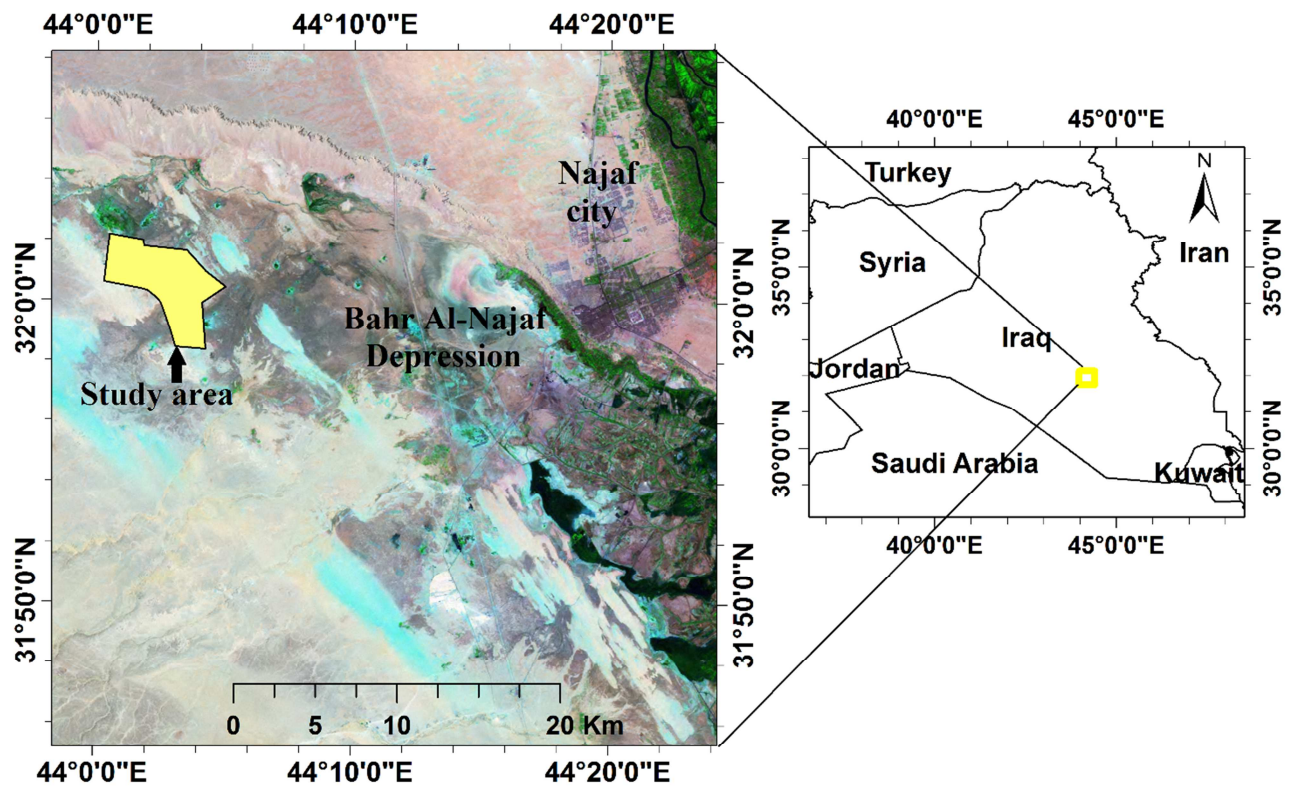 44°0'0"E 44°10'0"E 44°20'0"E
Najaf
city
32°0'0"N
32°0'0"N
Bahr Al-Najaf
Depression
Study area
31°50'0"N
31°50'0"N
0 5 10 20 Km
44°0'0"E 44°10'0"E 44°20'0"E
40°0'0"E 45°0'0"E
Turkey
N
Syria
Iran
35°0'0"N
35°0'0"N
Iraq
Jordan
30°0'0"N
30°0'0"N
Saudi Arabia
Kuwait
40°0'0"E 45°0'0"E